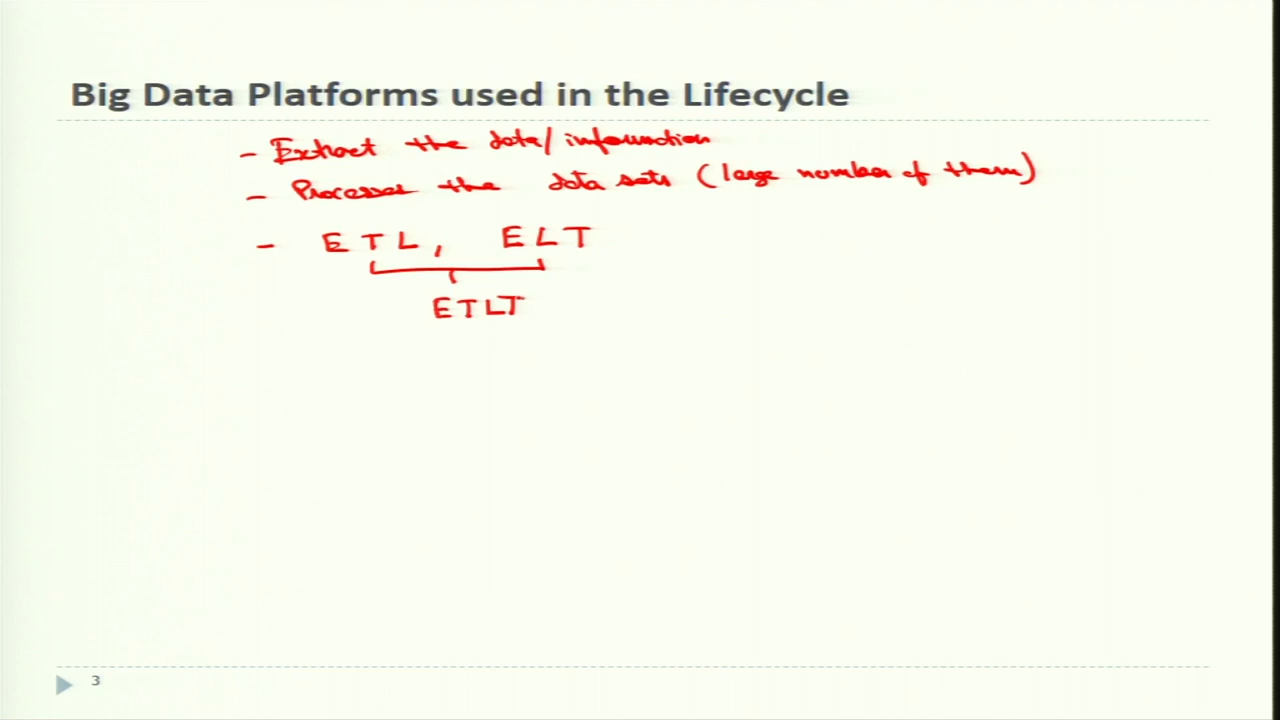 Big Data Platforms used in the Lifecycle
- Extract the data/information
- Processes the data sets (large number of them)
- ETL, ELT
ETLT
3